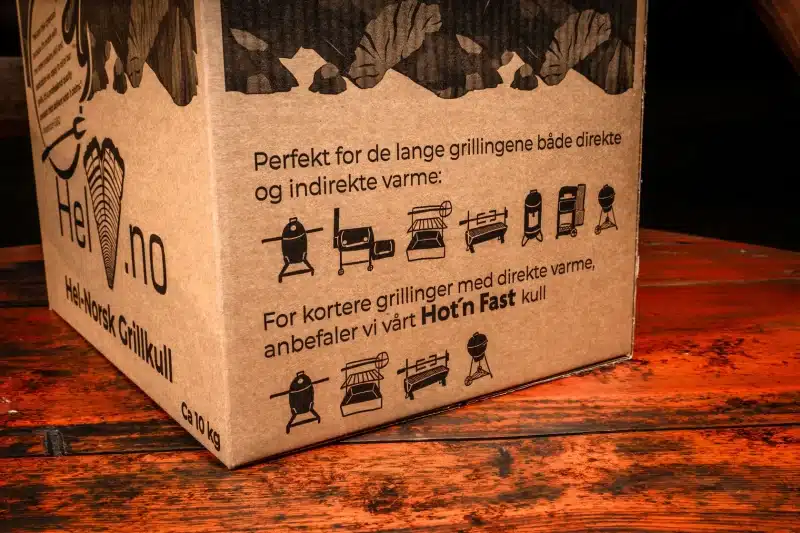 Hel .no
Hel-Norsk Grillkull
Ca 10 kg
Perfekt for de lange grillingene både direkte
og indirekte varme:
For kortere grillinger med direkte varme,
anbefaler vi vårt Hot´n Fast kull